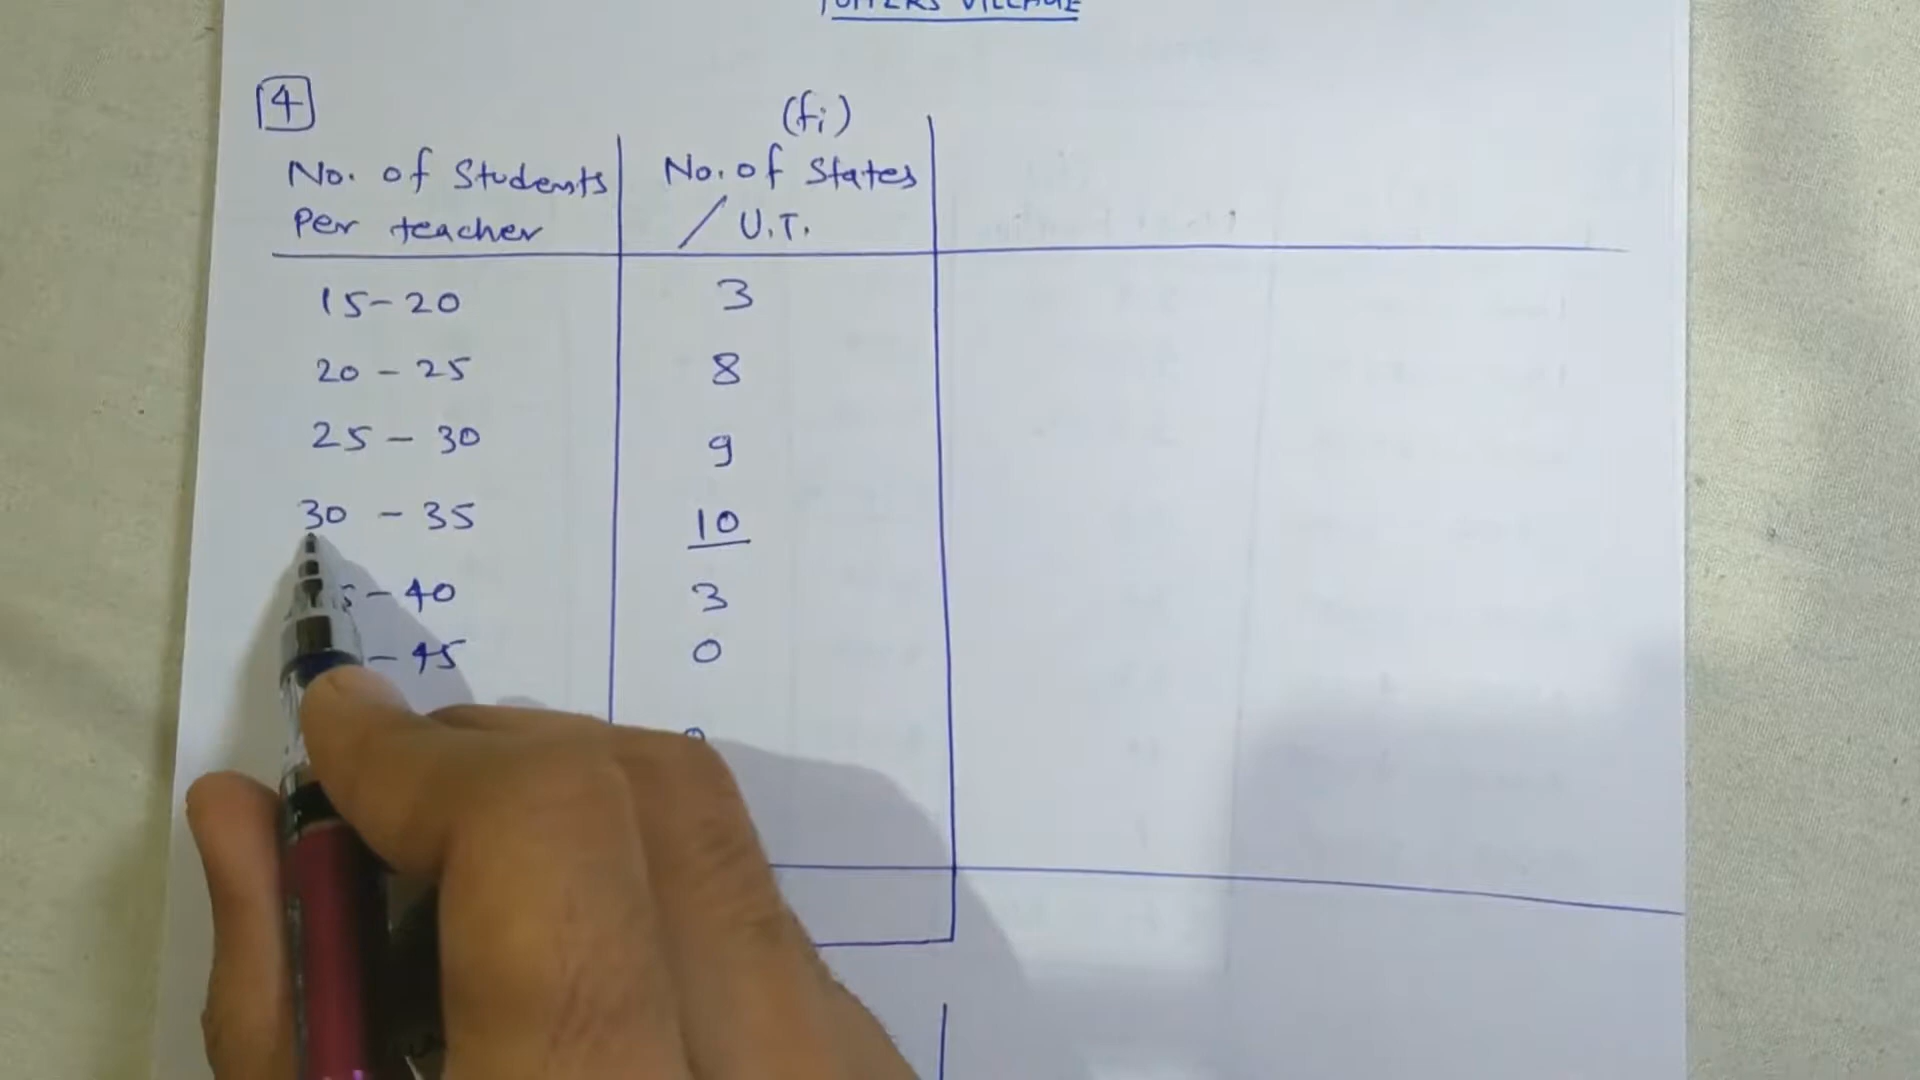 VILLAGE
4
(fi)
No. of Students
Per teacher
No. of States
/ U.T.
15-20 3
20-25 8
25-30 9
30-35 10
-40 3
-45 0